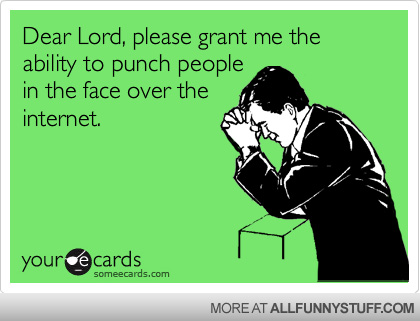 Dear Lord, please grant me the
ability to punch people
in the face over the
internet.
your é cards
someecards.com
MORE AT ALLFUNNYSTUFF.COM